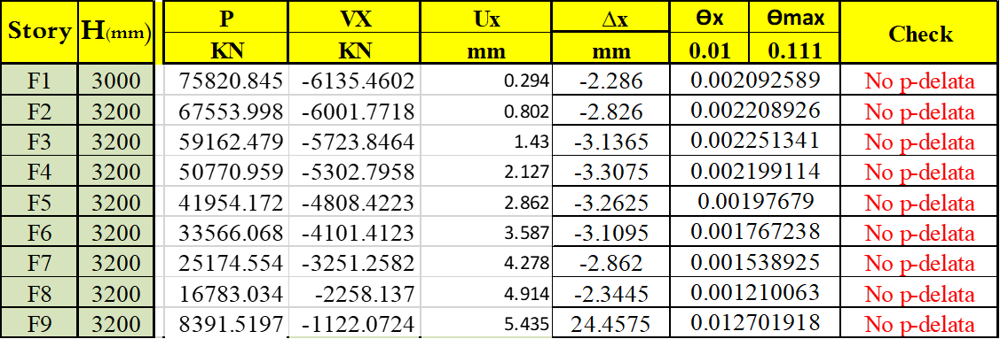 Story H(mm) P VX Ux Δx Θx Θmax Check
KN KN mm mm 0.01 0.111
F1 3000 75820.845 -6135.4602 0.294 -2.286 0.002092589 No p-delata
F2 3200 67553.998 -6001.7718 0.802 -2.826 0.002208926 No p-delata
F3 3200 59162.479 -5723.8464 1.43 -3.1365 0.002251341 No p-delata
F4 3200 50770.959 -5302.7958 2.127 -3.3075 0.002199114 No p-delata
F5 3200 41954.172 -4808.4223 2.862 -3.2625 0.00197679 No p-delata
F6 3200 33566.068 -4101.4123 3.587 -3.1095 0.001767238 No p-delata
F7 3200 25174.554 -3251.2582 4.278 -2.862 0.001538925 No p-delata
F8 3200 16783.034 -2258.137 4.914 -2.3445 0.001210063 No p-delata
F9 3200 8391.5197 -1122.0724 5.435 24.4575 0.012701918 No p-delata